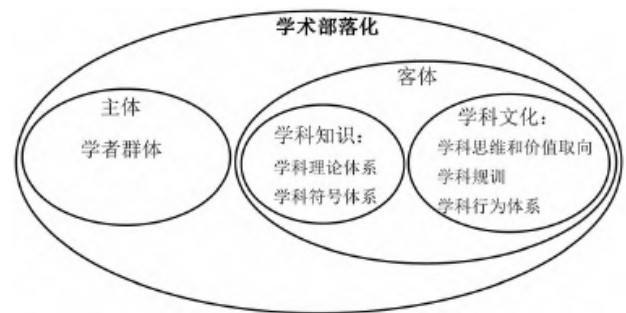 学术部落化
主体
学者群体
客体
学科知识：
学科理论体系
学科符号体系
学科文化：
学科思维和价值取向
学科规训
学科行为体系